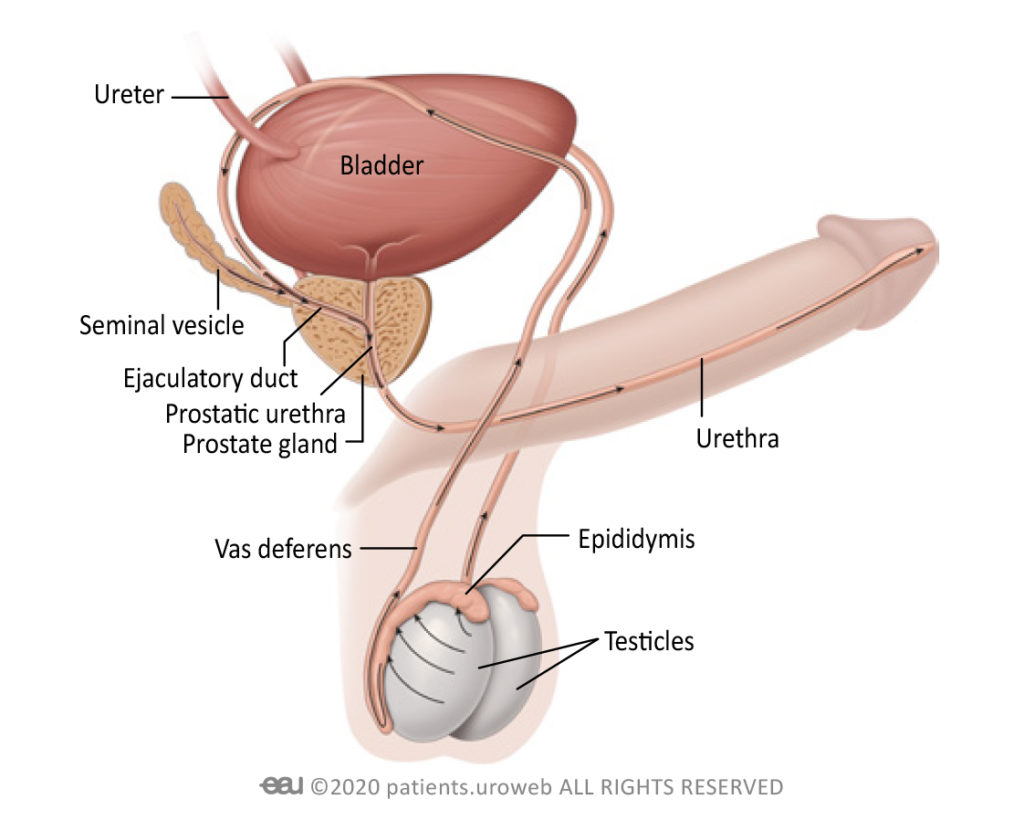 Ureter
Bladder
Seminal vesicle
Ejaculatory duct
Prostatic urethra
Prostate gland
Urethra
Vas deferens
Epididymis
Testicles
eau ©2020 patients.uroweb ALL RIGHTS RESERVED